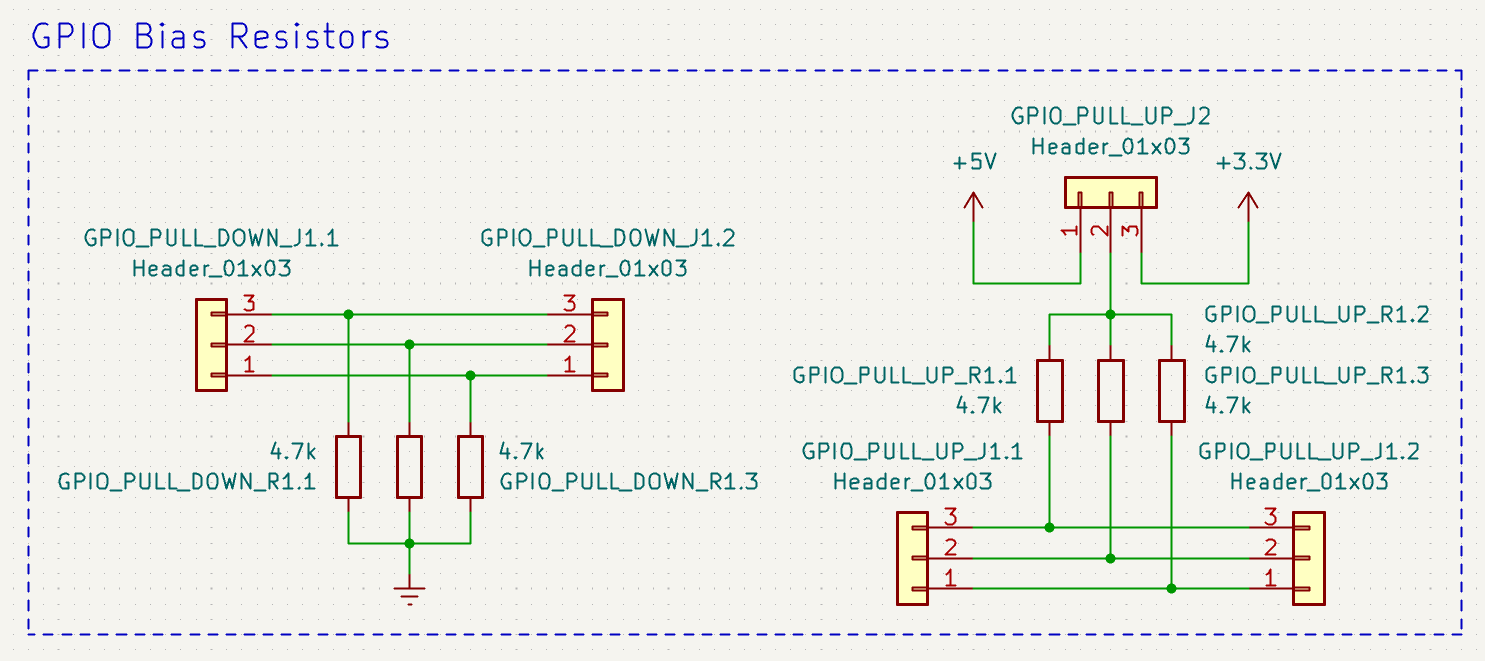 GPIO Bias Resistors
GPIO_PULL_DOWN_J1.1
Header_01x03
3
2
1
GPIO_PULL_DOWN_J1.2
Header_01x03
3
2
1
4.7k
GPIO_PULL_DOWN_R1.1
4.7k
GPIO_PULL_DOWN_R1.3
GPIO_PULL_UP_J2
Header_01x03
+5V
+3.3V
1
2
3
GPIO_PULL_UP_R1.1
4.7k
GPIO_PULL_UP_R1.2
4.7k
GPIO_PULL_UP_R1.3
4.7k
GPIO_PULL_UP_J1.1
Header_01x03
3
2
1
GPIO_PULL_UP_J1.2
Header_01x03
3
2
1